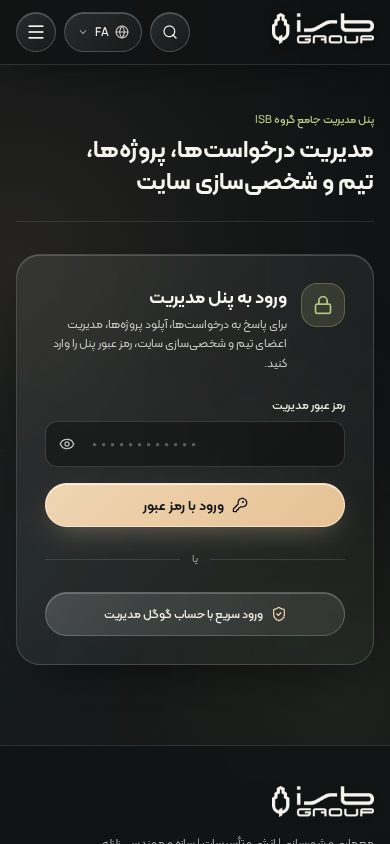 isb
GROUP
FA
پنل مدیریت جامع گروه ISB
مدیریت درخواست‌ها، پروژه‌ها،
تیم و شخصی‌سازی سایت
ورود به پنل مدیریت
برای پاسخ به درخواست‌ها، آپلود پروژه‌ها، مدیریت
اعضای تیم و شخصی‌سازی سایت، رمز عبور پنل را وارد
کنید.
رمز عبور مدیریت
••••••••••••
ورود با رمز عبور
یا
ورود سریع با حساب گوگل مدیریت
isb
GROUP